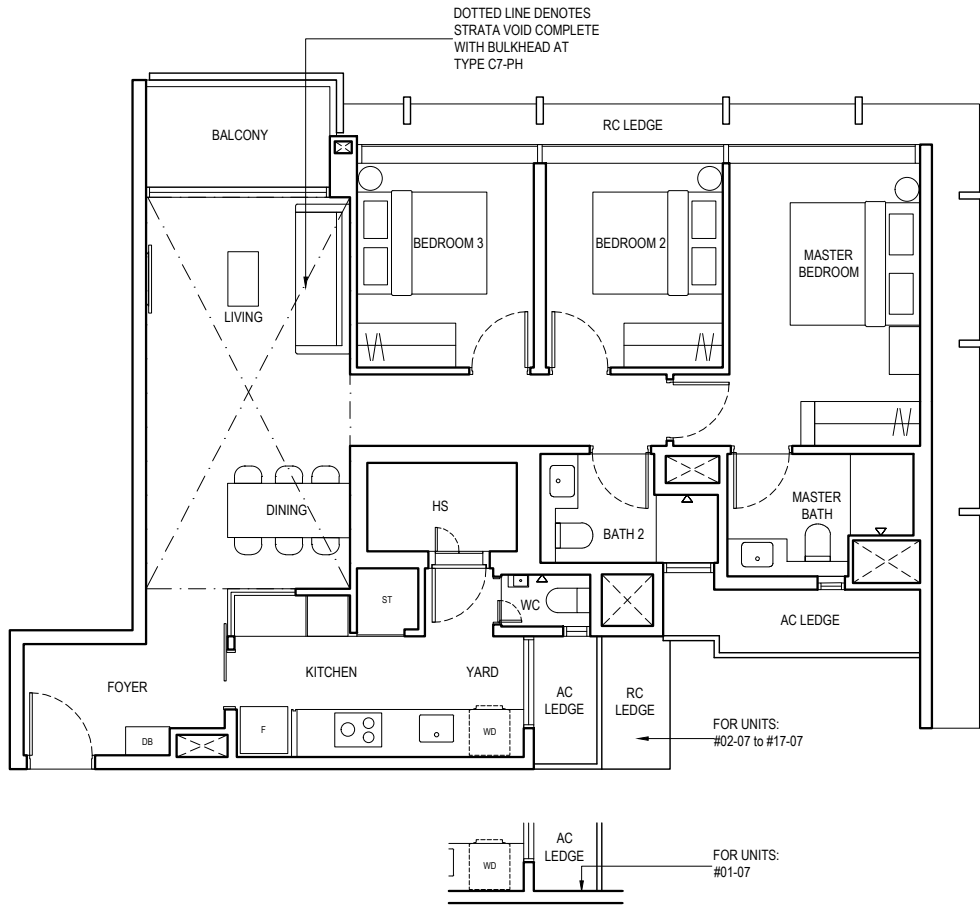 DOTTED LINE DENOTES
STRATA VOID COMPLETE
WITH BULKHEAD AT
TYPE C7-PH
BALCONY
RC LEDGE
BEDROOM 3
BEDROOM 2
MASTER
BEDROOM
LIVING
DINING
HS
BATH 2
MASTER
BATH
ST
WC
AC LEDGE
FOYER
KITCHEN
YARD
AC
LEDGE
RC
LEDGE
DB
F
WD
FOR UNITS:
#02-07 to #17-07
WD
AC
LEDGE
FOR UNITS:
#01-07